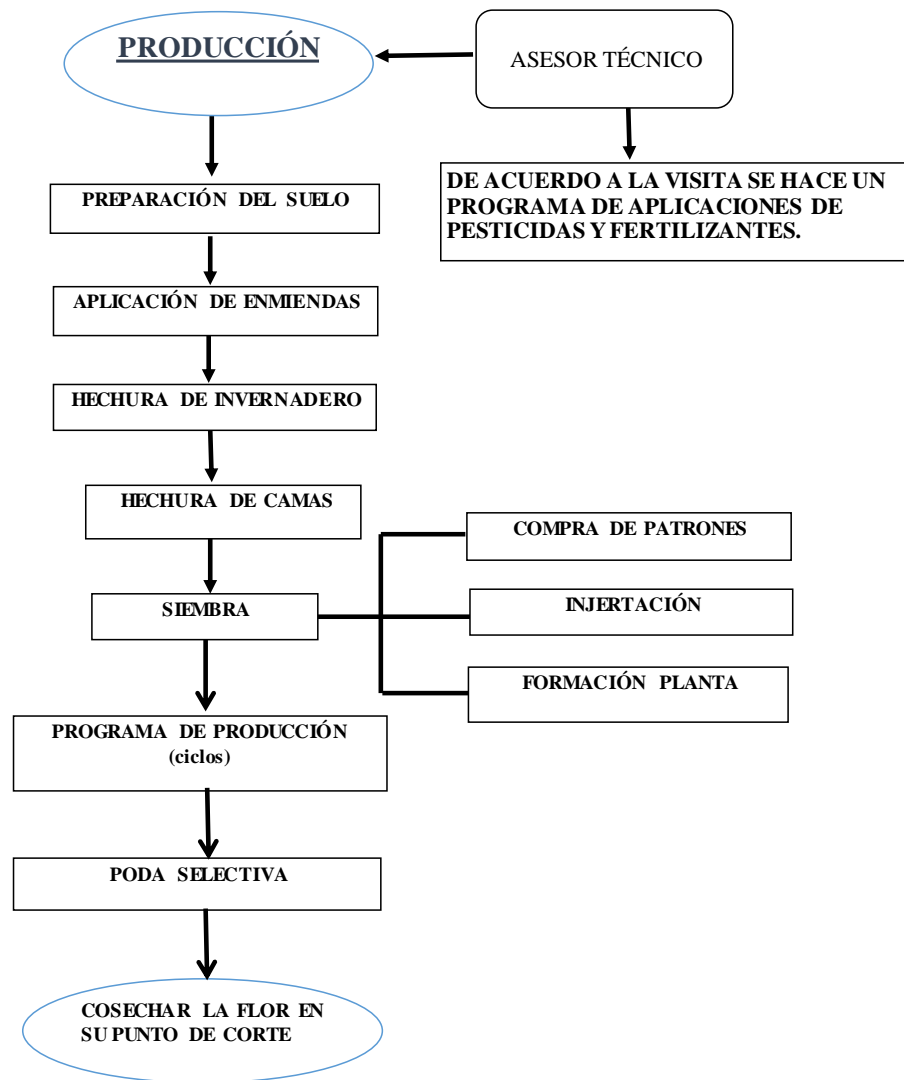 PRODUCCIÓN
ASESOR TÉCNICO
DE ACUERDO A LA VISITA SE HACE UN
PROGRAMA DE APLICACIONES DE
PESTICIDAS Y FERTILIZANTES.
PREPARACIÓN DEL SUELO
APLICACIÓN DE ENMIENDAS
HECHURA DE INVERNADERO
HECHURA DE CAMAS
SIEMBRA
COMPRA DE PATRONES
INJERTACIÓN
FORMACIÓN PLANTA
PROGRAMA DE PRODUCCIÓN
(ciclos)
PODA SELECTIVA
COSECHAR LA FLOR EN
SU PUNTO DE CORTE